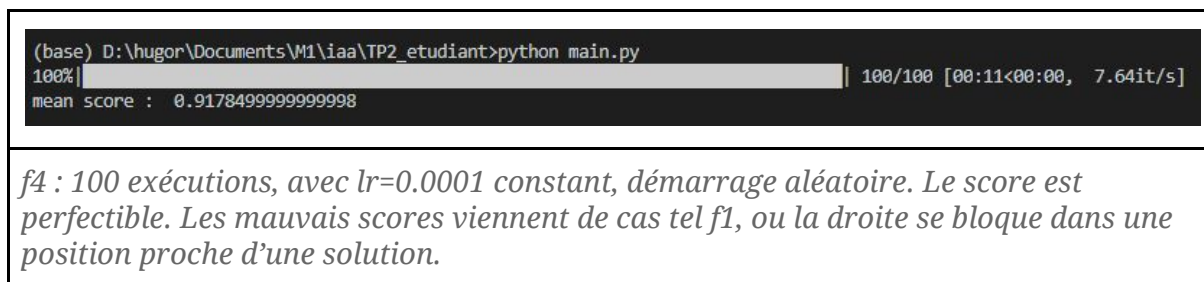 (base) D:\hugor\Documents\M1\iaa\TP2_etudiant>python main.py
100%| | 100/100 [00:11<00:00, 7.64it/s]
mean score : 0.9178499999999998
f4 : 100 exécutions, avec lr=0.0001 constant, démarrage aléatoire. Le score est
perfectible. Les mauvais scores viennent de cas tel f1, ou la droite se bloque dans une
position proche d’une solution.